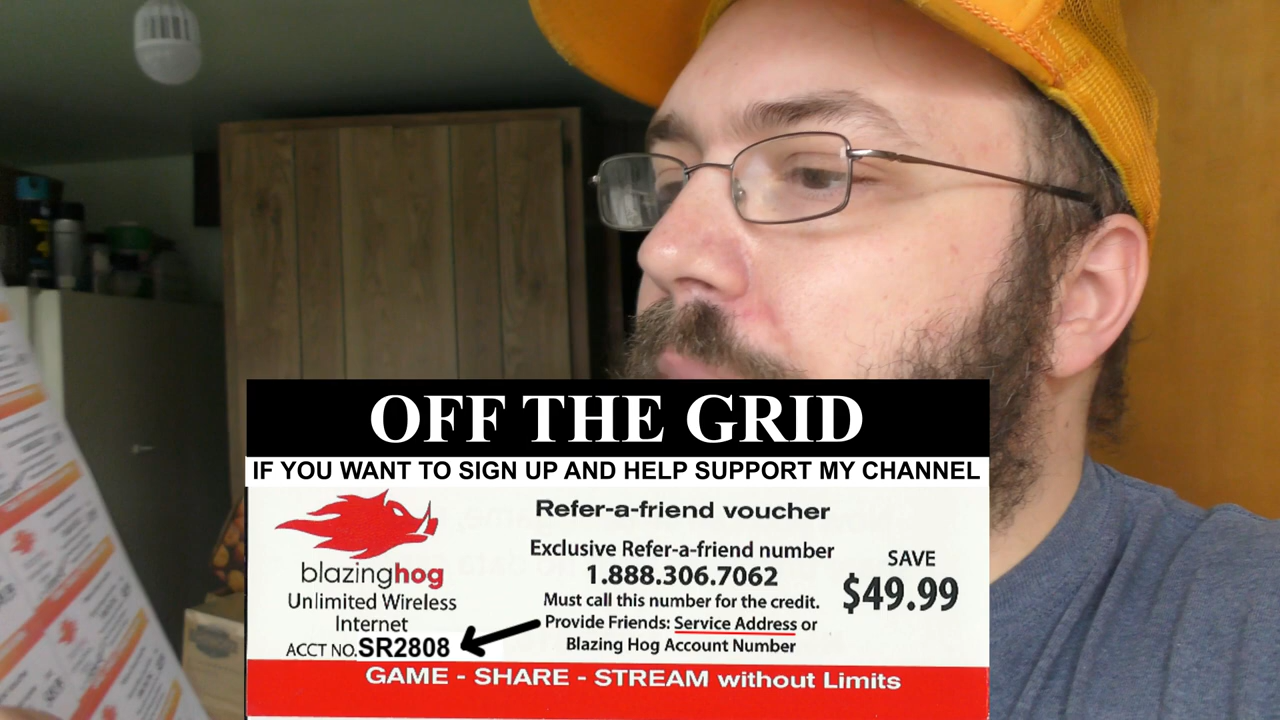 OFF THE GRID
IF YOU WANT TO SIGN UP AND HELP SUPPORT MY CHANNEL
Refer-a-friend voucher
blazinghog
Unlimited Wireless
Internet
ACCT NO.SR2808
Exclusive Refer-a-friend number
1.888.306.7062
Must call this number for the credit.
Provide Friends: Service Address or
Blazing Hog Account Number
SAVE
$49.99
GAME - SHARE - STREAM without Limits